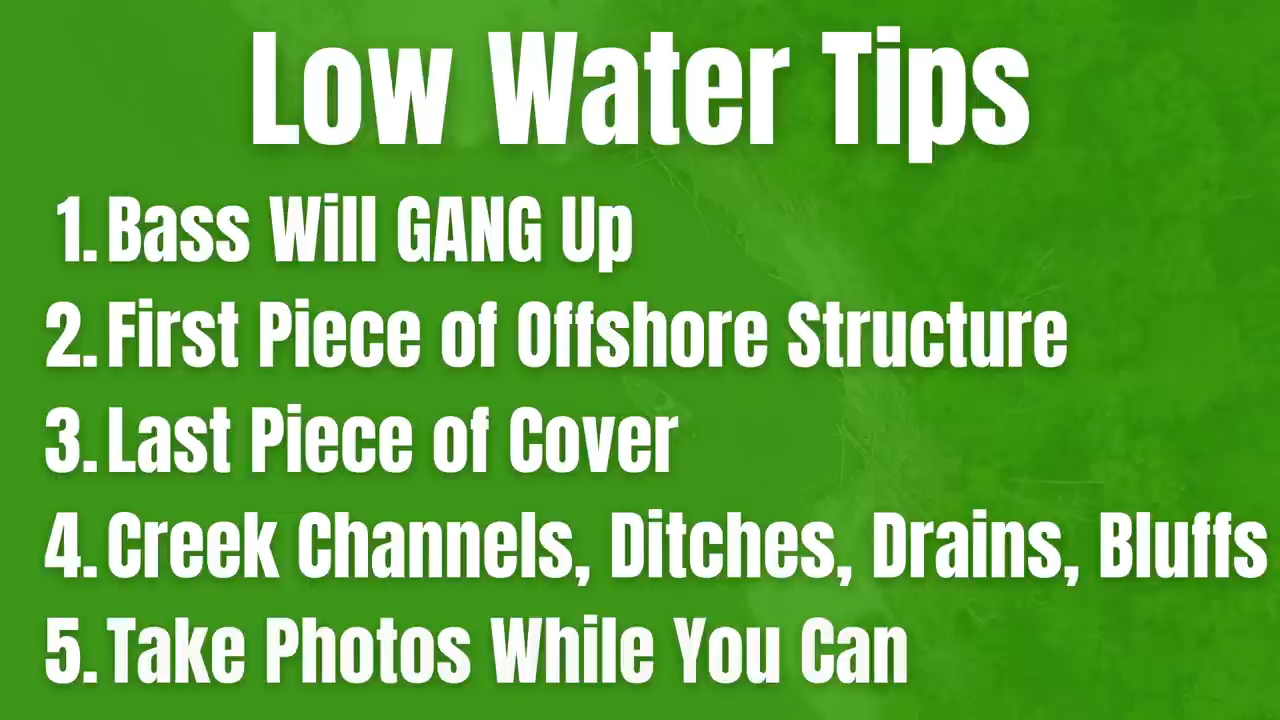 Low Water Tips
1. Bass Will GANG Up
2. First Piece of Offshore Structure
3. Last Piece of Cover
4. Creek Channels, Ditches, Drains, Bluffs
5. Take Photos While You Can